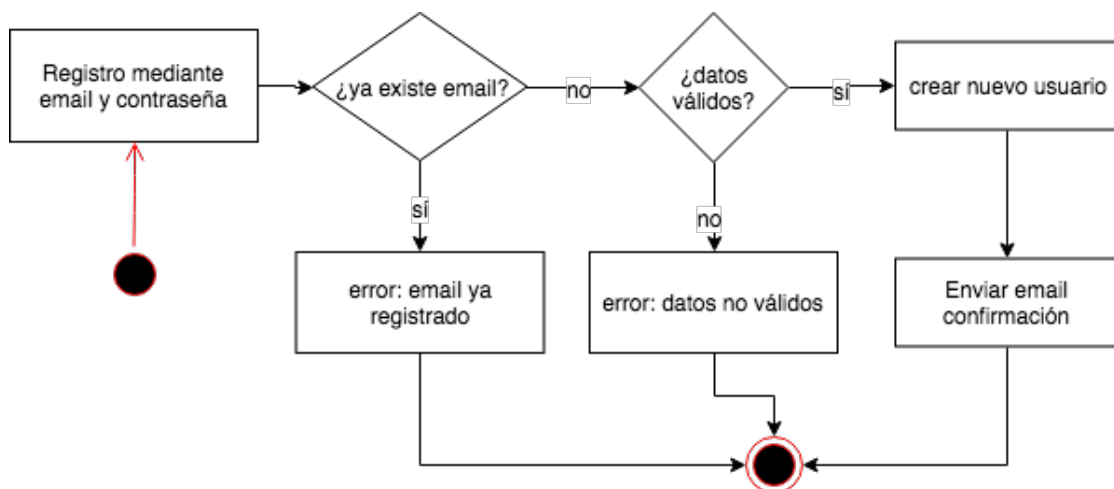 Registro mediante
email y contraseña
¿ya existe email?
no
¿datos
válidos?
sí
crear nuevo usuario
sí
no
error: email ya
registrado
error: datos no válidos
Enviar email
confirmación